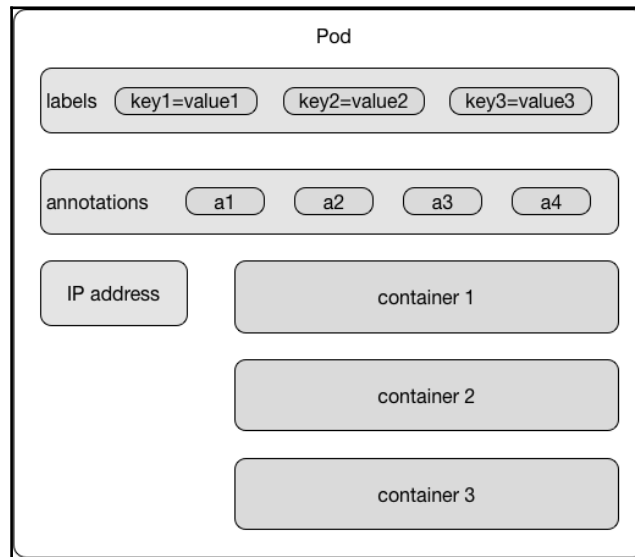 Pod
labels key1=value1 key2=value2 key3=value3
annotations a1 a2 a3 a4
IP address
container 1
container 2
container 3